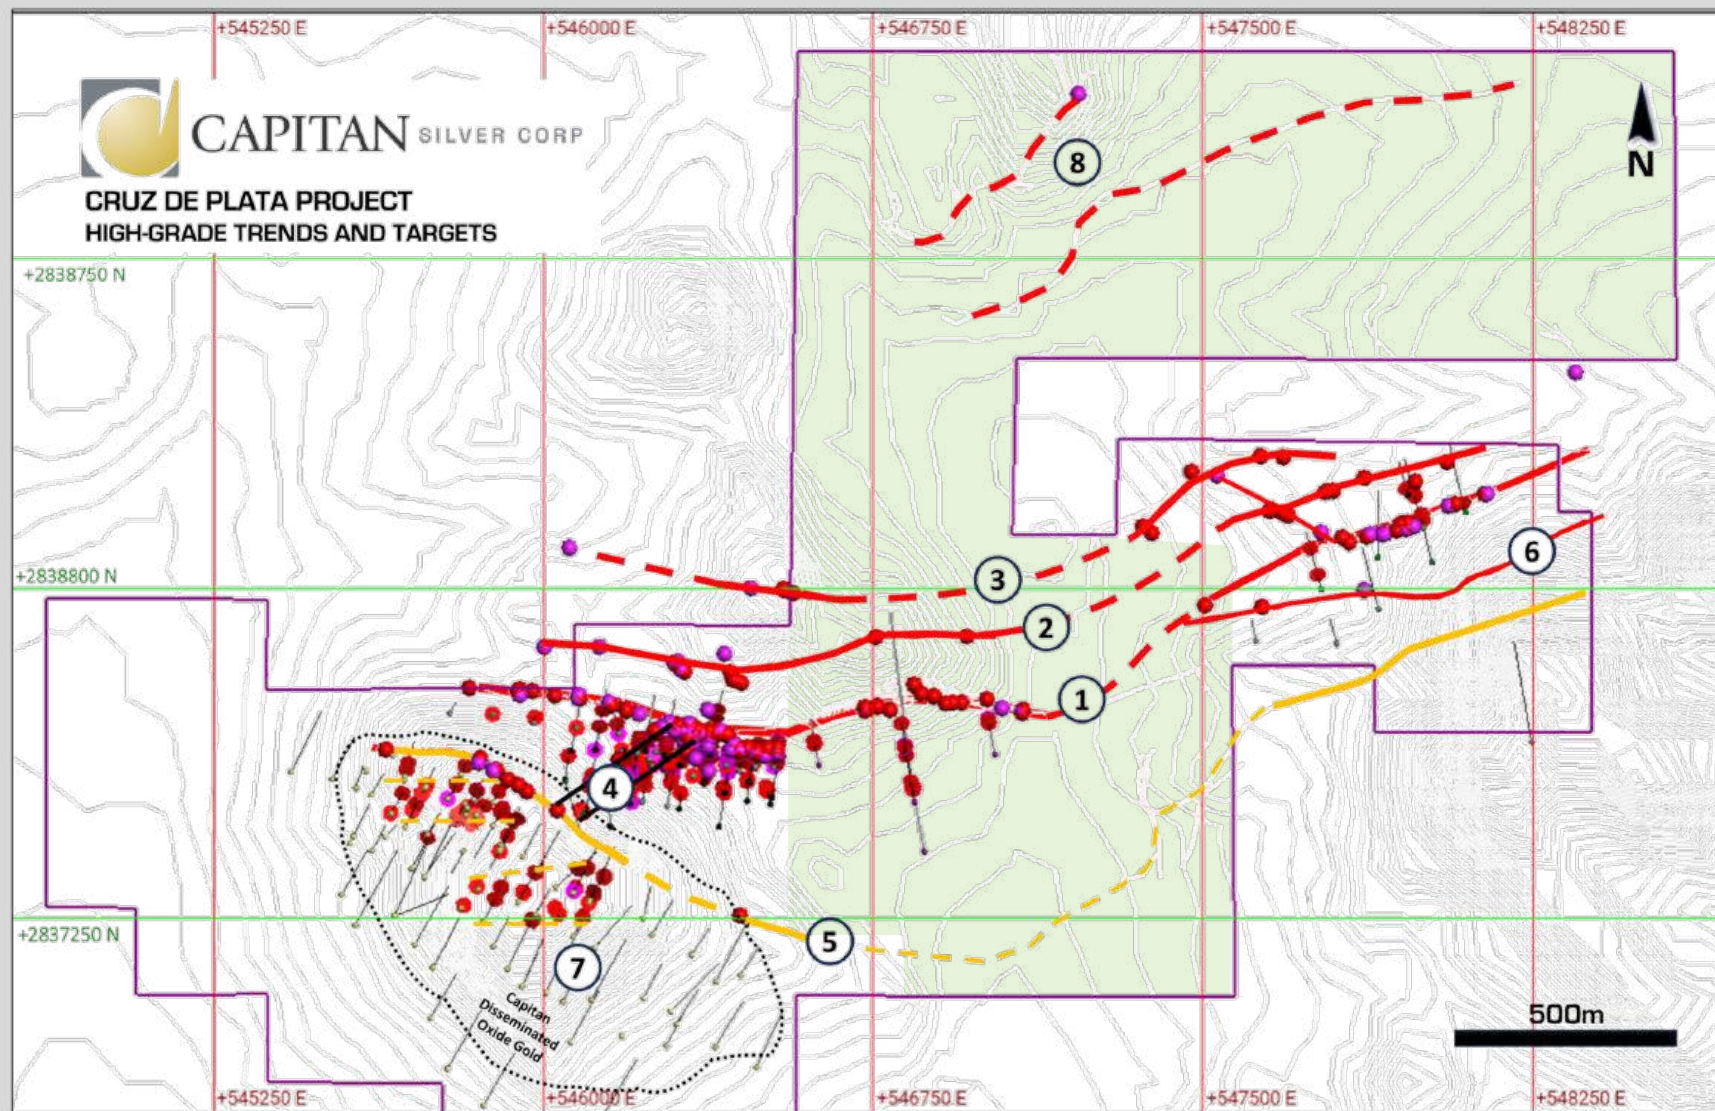 +545250 E
+546000 E
+546750 E
+547500 E
+548250 E
CAPITAN SILVER CORP
CRUZ DE PLATA PROJECT
HIGH-GRADE TRENDS AND TARGETS
N
8
+2838750 N
6
+2838800 N
3
2
1
4
5
+2837250 N
7
Capitan
Disseminated
Oxide Gold
500m
+545250 E
+546000 E
+546750 E
+547500 E
+548250 E